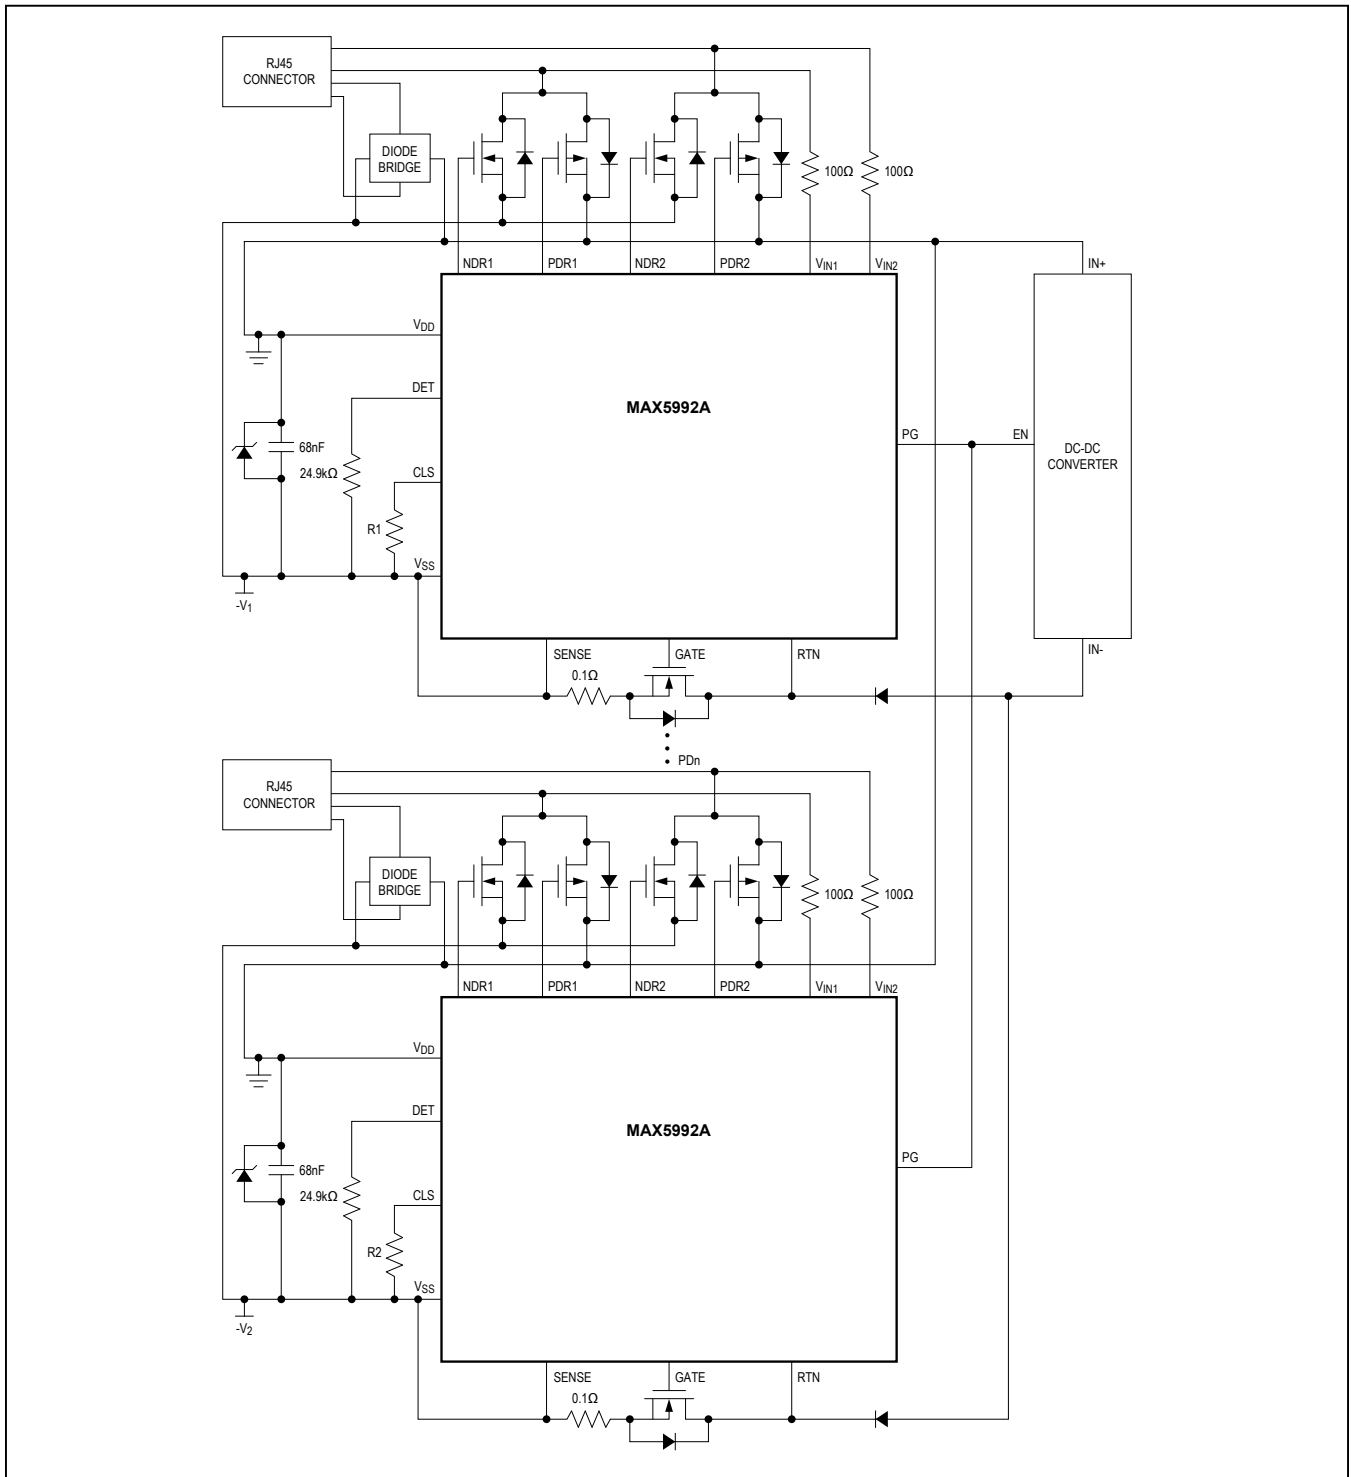 RJ45
CONNECTOR
DIODE
BRIDGE
100Ω
100Ω
NDR1
PDR1
NDR2
PDR2
VIN1
VIN2
IN+
VDD
DET
MAX5992A
PG
EN
DC-DC
CONVERTER
68nF
24.9kΩ
CLS
R1
VSS
-V1
SENSE
GATE
RTN
IN-
0.1Ω
PDn
RJ45
CONNECTOR
DIODE
BRIDGE
100Ω
100Ω
NDR1
PDR1
NDR2
PDR2
VIN1
VIN2
VDD
DET
MAX5992A
PG
68nF
24.9kΩ
CLS
R2
VSS
-V2
SENSE
GATE
RTN
0.1Ω